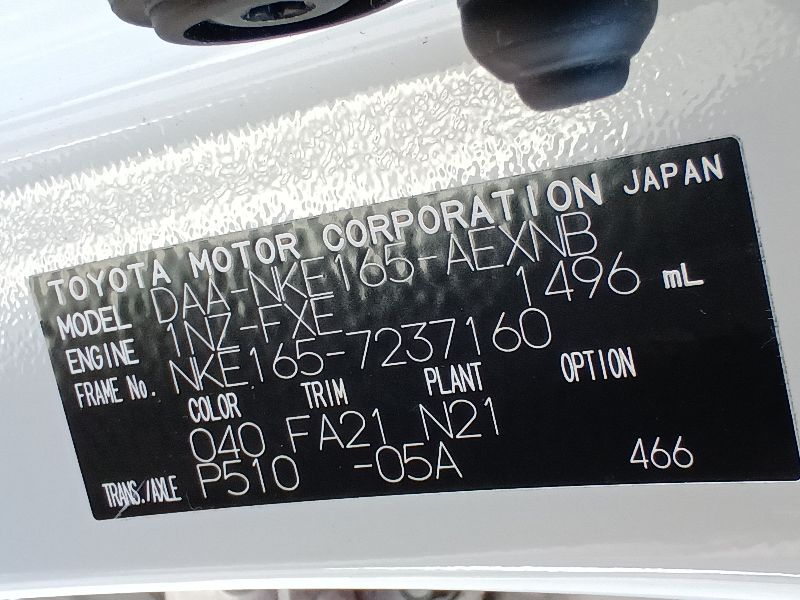 TOYOTA MOTOR CORPORATION JAPAN
MODEL DAA-NKE165-AEXNB
ENGINE 1NZ-FXE 1496 mL
FRAME No. NKE165-7237160
COLOR TRIM PLANT OPTION
040 FA21 N21
TRANS./AXLE P510 -05A 466